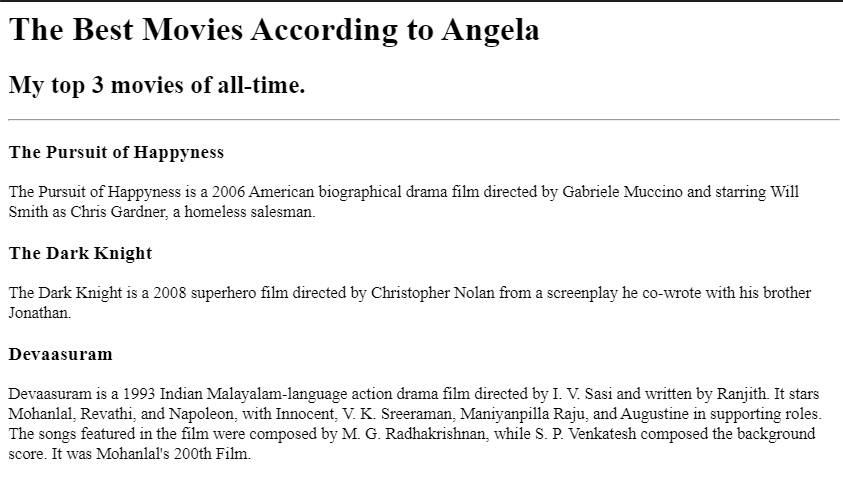 The Best Movies According to Angela
My top 3 movies of all-time.
The Pursuit of Happyness
The Pursuit of Happyness is a 2006 American biographical drama film directed by Gabriele Muccino and starring Will
Smith as Chris Gardner, a homeless salesman.
The Dark Knight
The Dark Knight is a 2008 superhero film directed by Christopher Nolan from a screenplay he co-wrote with his brother
Jonathan.
Devaasuram
Devaasuram is a 1993 Indian Malayalam-language action drama film directed by I. V. Sasi and written by Ranjith. It stars
Mohanlal, Revathi, and Napoleon, with Innocent, V. K. Sreeraman, Maniyanpilla Raju, and Augustine in supporting roles.
The songs featured in the film were composed by M. G. Radhakrishnan, while S. P. Venkatesh composed the background
score. It was Mohanlal's 200th Film.